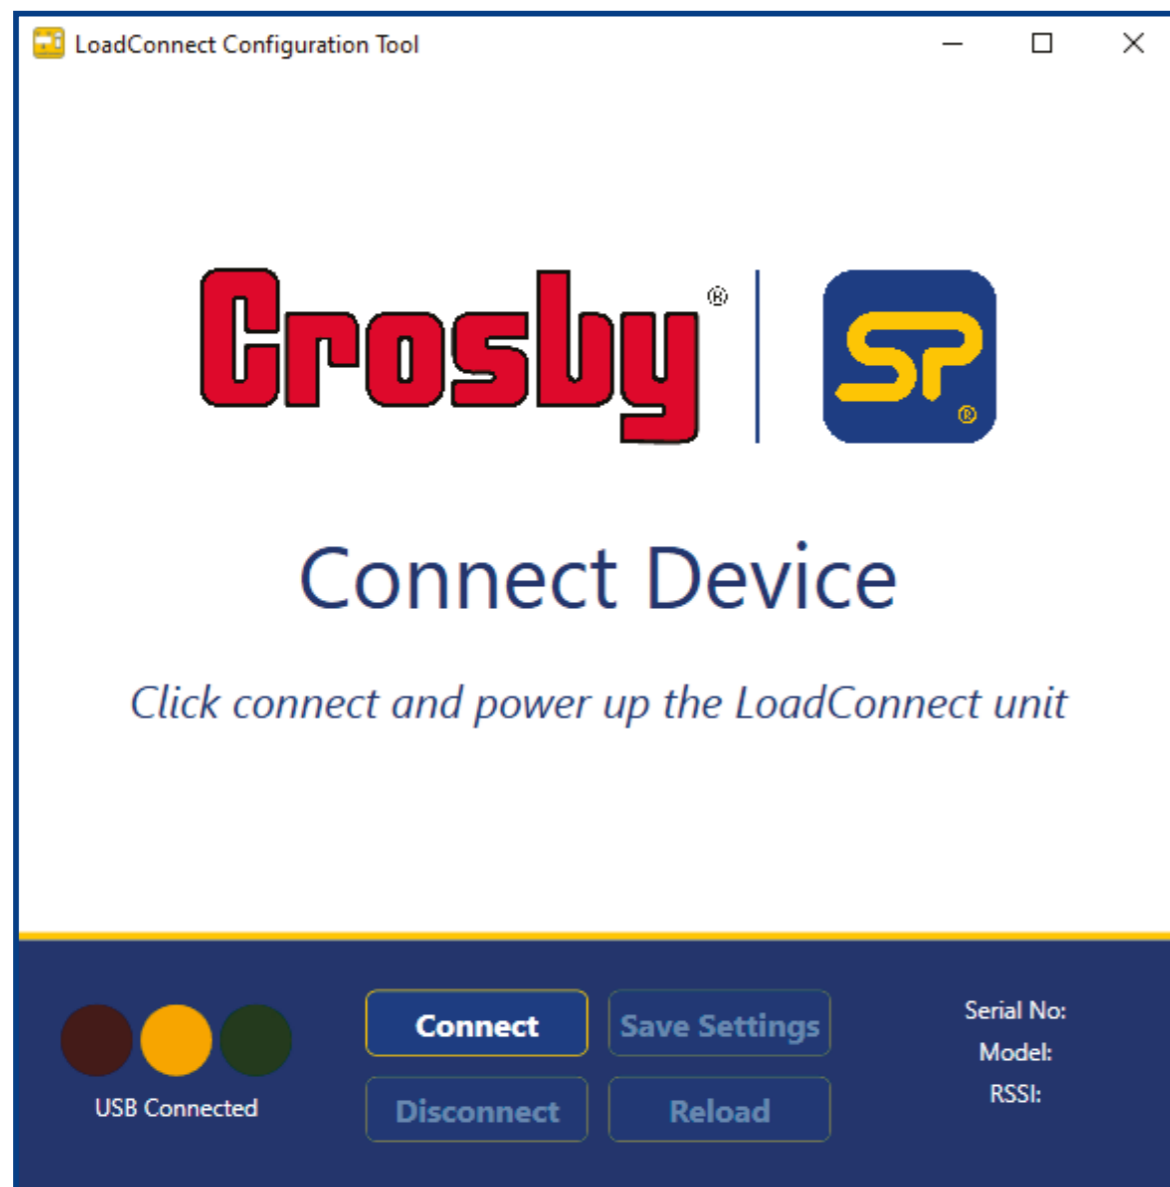 LoadConnect Configuration Tool
Crosby® SP®
Connect Device
Click connect and power up the LoadConnect unit
Connect Save Settings
Disconnect Reload
USB Connected
Serial No:
Model:
RSSI: